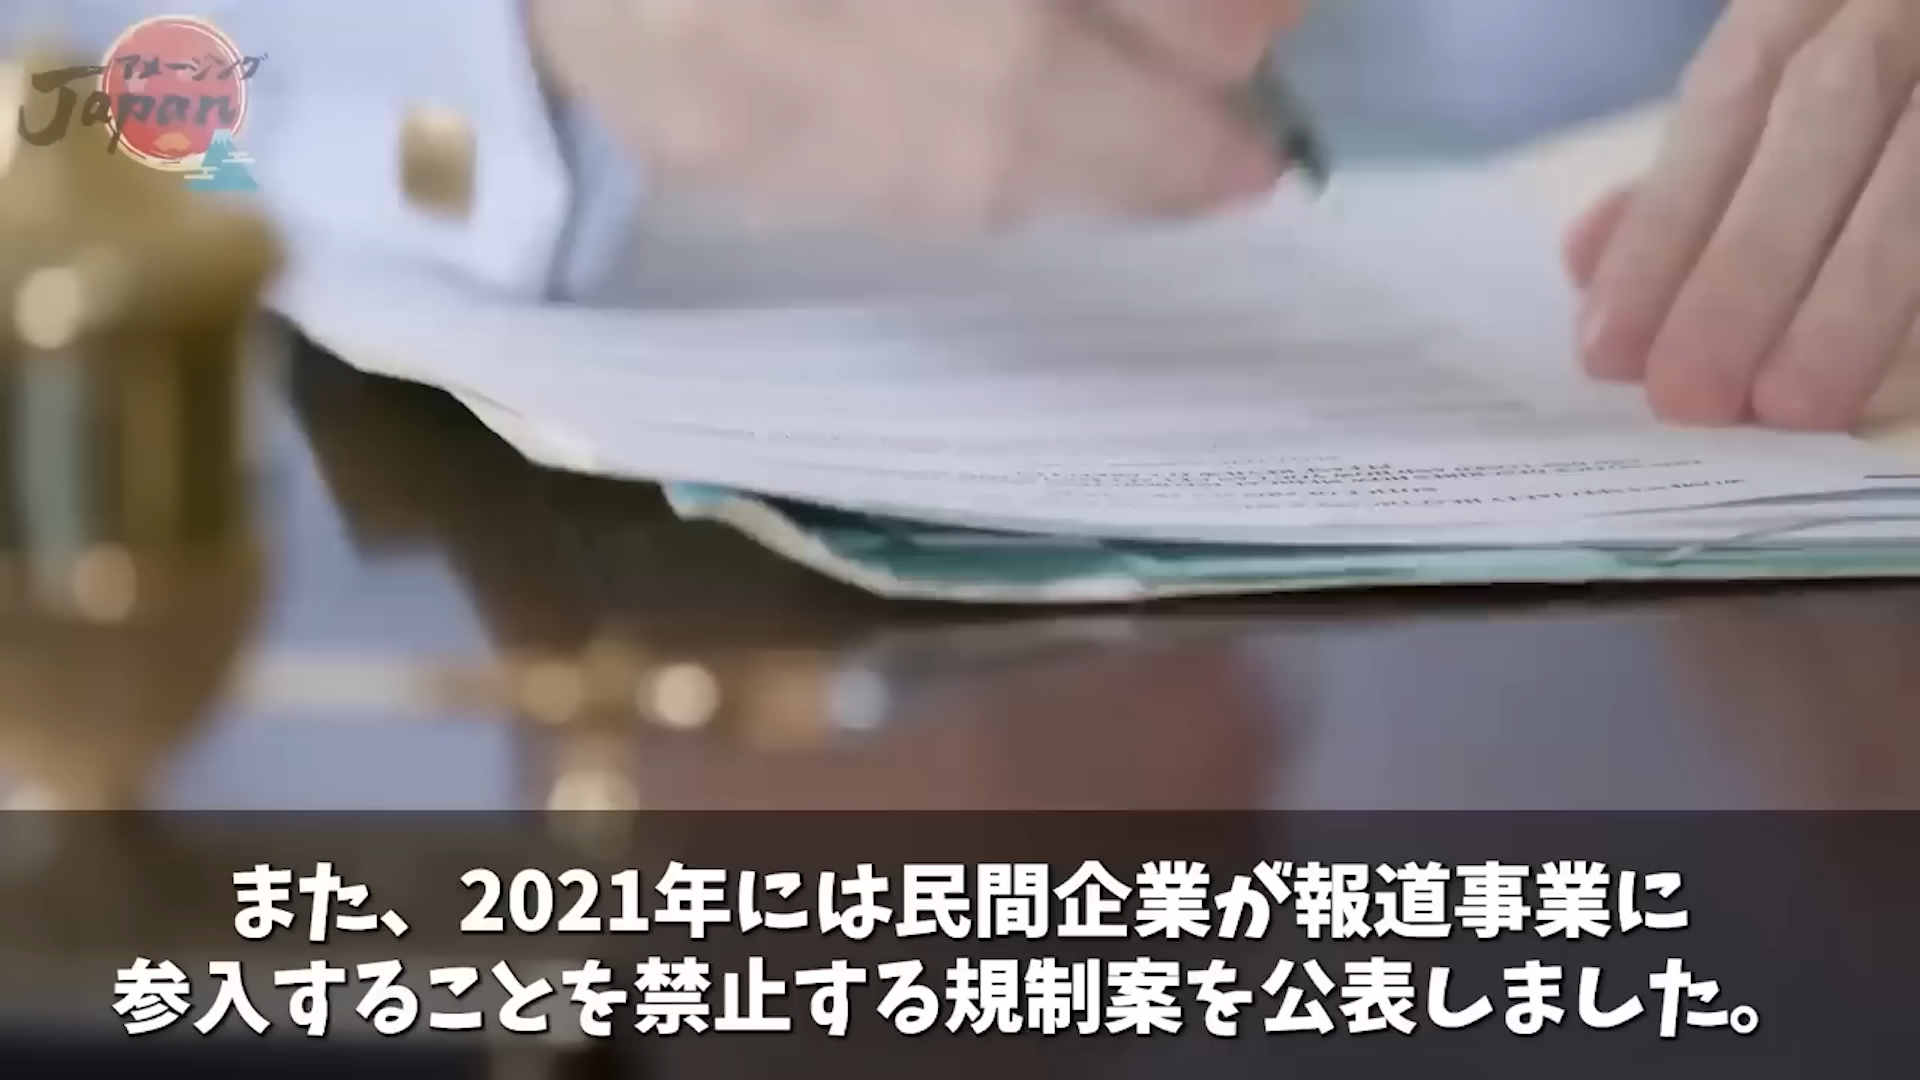 アメージング
Japan
また、2021年には民間企業が報道事業に
参入することを禁止する規制案を公表しました。